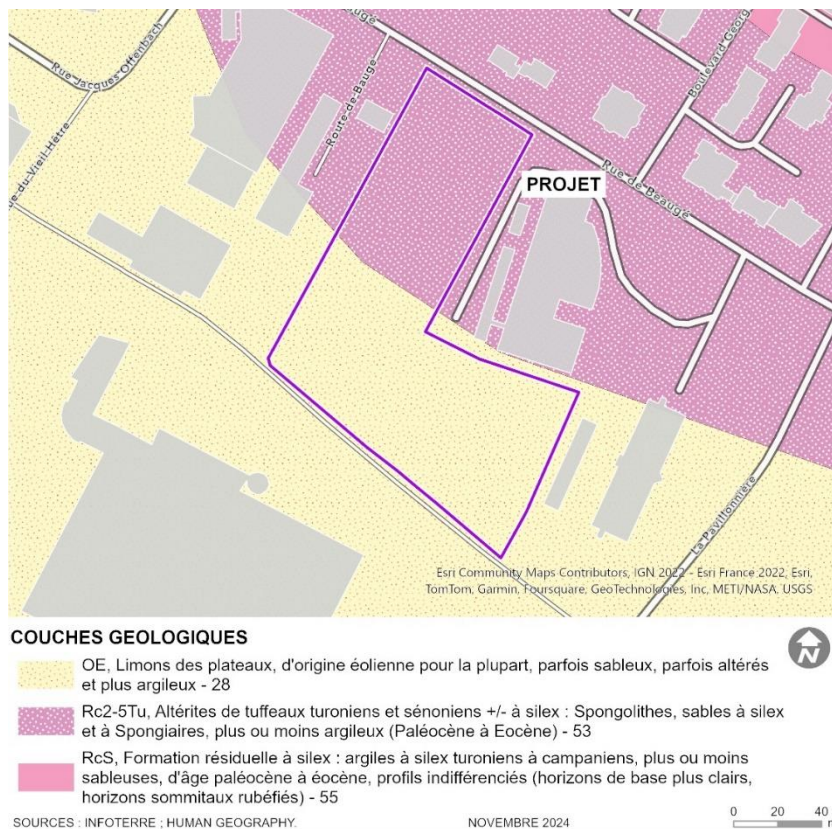 Rue Jacques Offenbach
Beaugé
Route-de-Bauge
Boulevard Georg
e-du-Vieil-Hêtre
Rue de Beaugé
PROJET
La Pavillonnière
Esri Community Maps Contributors, IGN 2022 - Esri France 2022, Esri,
TomTom, Garmin, Foursquare, GeoTechnologies, Inc, METI/NASA, USGS
COUCHES GEOLOGIQUES
N
OE, Limons des plateaux, d'origine éolienne pour la plupart, parfois sableux, parfois altérés
et plus argileux - 28
Rc2-5Tu, Altérites de tuffeaux turoniens et sénoniens +/- à silex : Spongolithes, sables à silex
et à Spongiaires, plus ou moins argileux (Paléocène à Eocène) - 53
RcS, Formation résiduelle à silex : argiles à silex turoniens à campaniens, plus ou moins
sableuses, d'âge paléocène à éocène, profils indifférenciés (horizons de base plus clairs,
horizons sommitaux rubéfiés) - 55
SOURCES : INFOTERRE ; HUMAN GEOGRAPHY. NOVEMBRE 2024
0 20 40